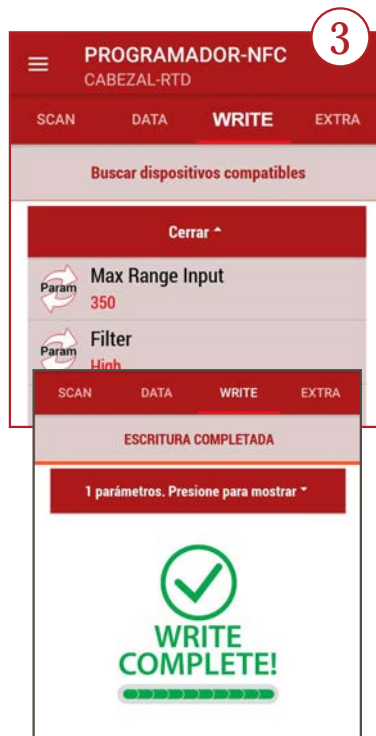 3
PROGRAMADOR-NFC
CABEZAL-RTD
SCAN DATA WRITE EXTRA
Buscar dispositivos compatibles
Cerrar
Param Max Range Input
350
Param Filter
High
SCAN DATA WRITE EXTRA
ESCRITURA COMPLETADA
1 parámetros. Presione para mostrar
WRITE
COMPLETE!